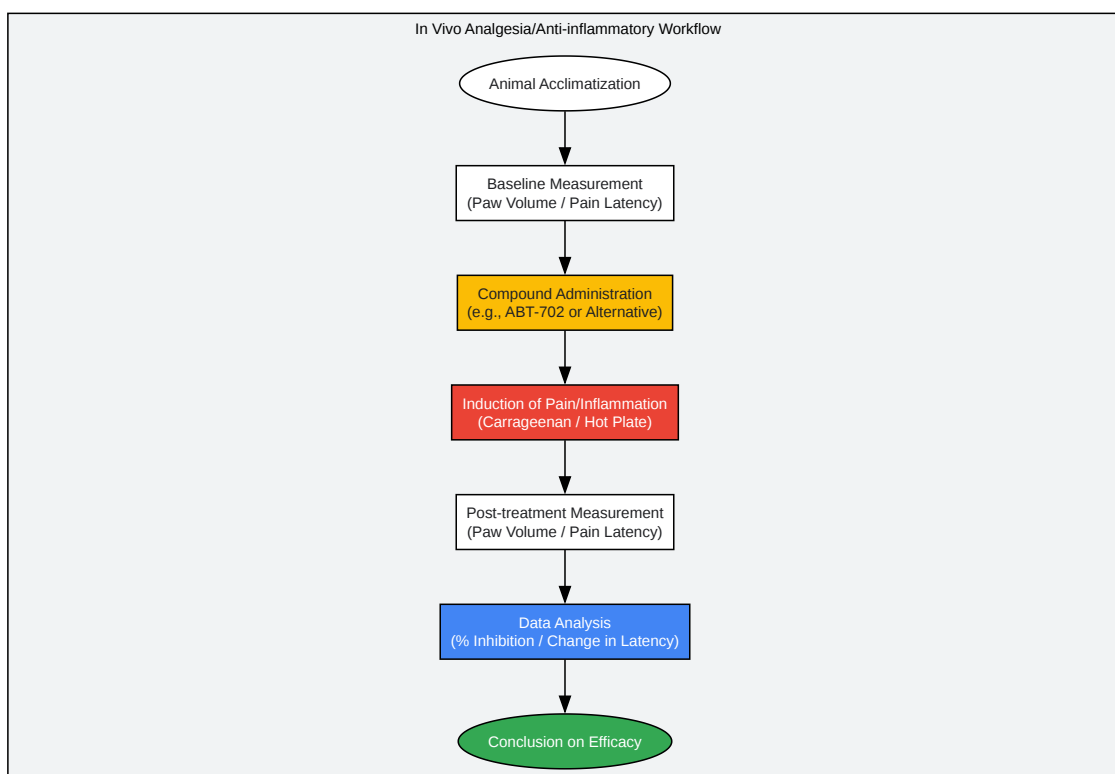 In Vivo Analgesia/Anti-inflammatory Workflow
Animal Acclimatization
Baseline Measurement
(Paw Volume / Pain Latency)
Compound Administration
(e.g., ABT-702 or Alternative)
Induction of Pain/Inflammation
(Carrageenan / Hot Plate)
Post-treatment Measurement
(Paw Volume / Pain Latency)
Data Analysis
(% Inhibition / Change in Latency)
Conclusion on Efficacy